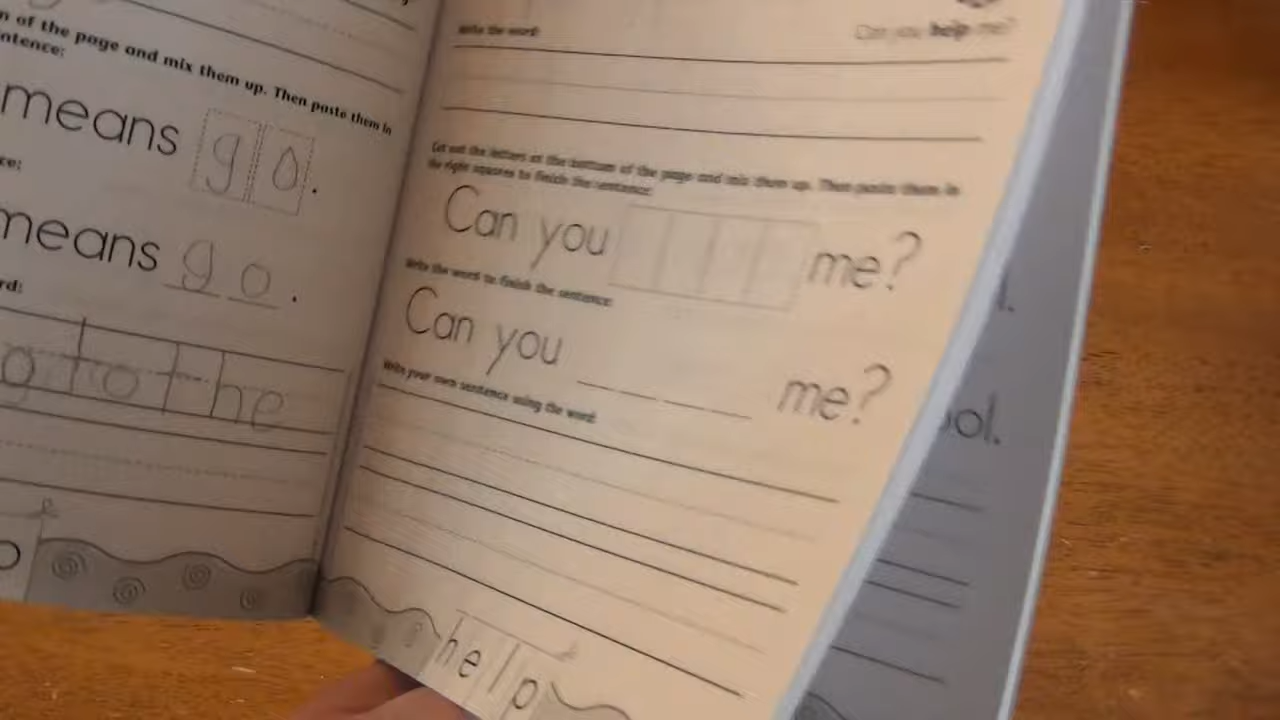 n of the page and mix them up. Then paste them in
ntence:
means go.
ce:
means go.
rd:
g to the
o
Write the word:
Can you help me?
Cut out the letters at the bottom of the page and mix them up. Then paste them in
the right squares to finish the sentence:
Can you me?
Write the word to finish the sentence:
Can you ____ me?
Write your own sentence using the word:
help
l.
ol.